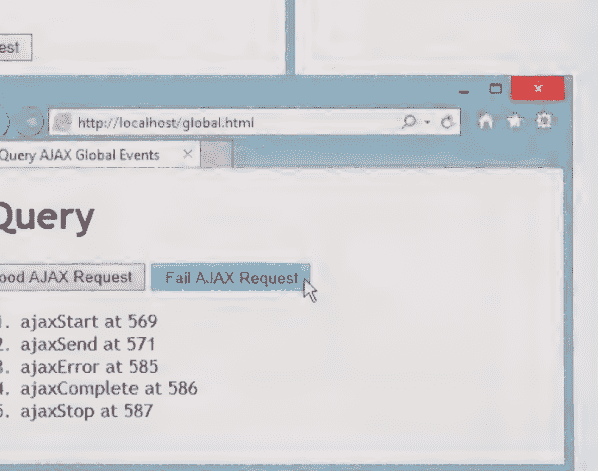 est
http://localhost/global.html
Query AJAX Global Events
Query
ood AJAX Request Fail AJAX Request
1. ajaxStart at 569
2. ajaxSend at 571
3. ajaxError at 585
4. ajaxComplete at 586
5. ajaxStop at 587